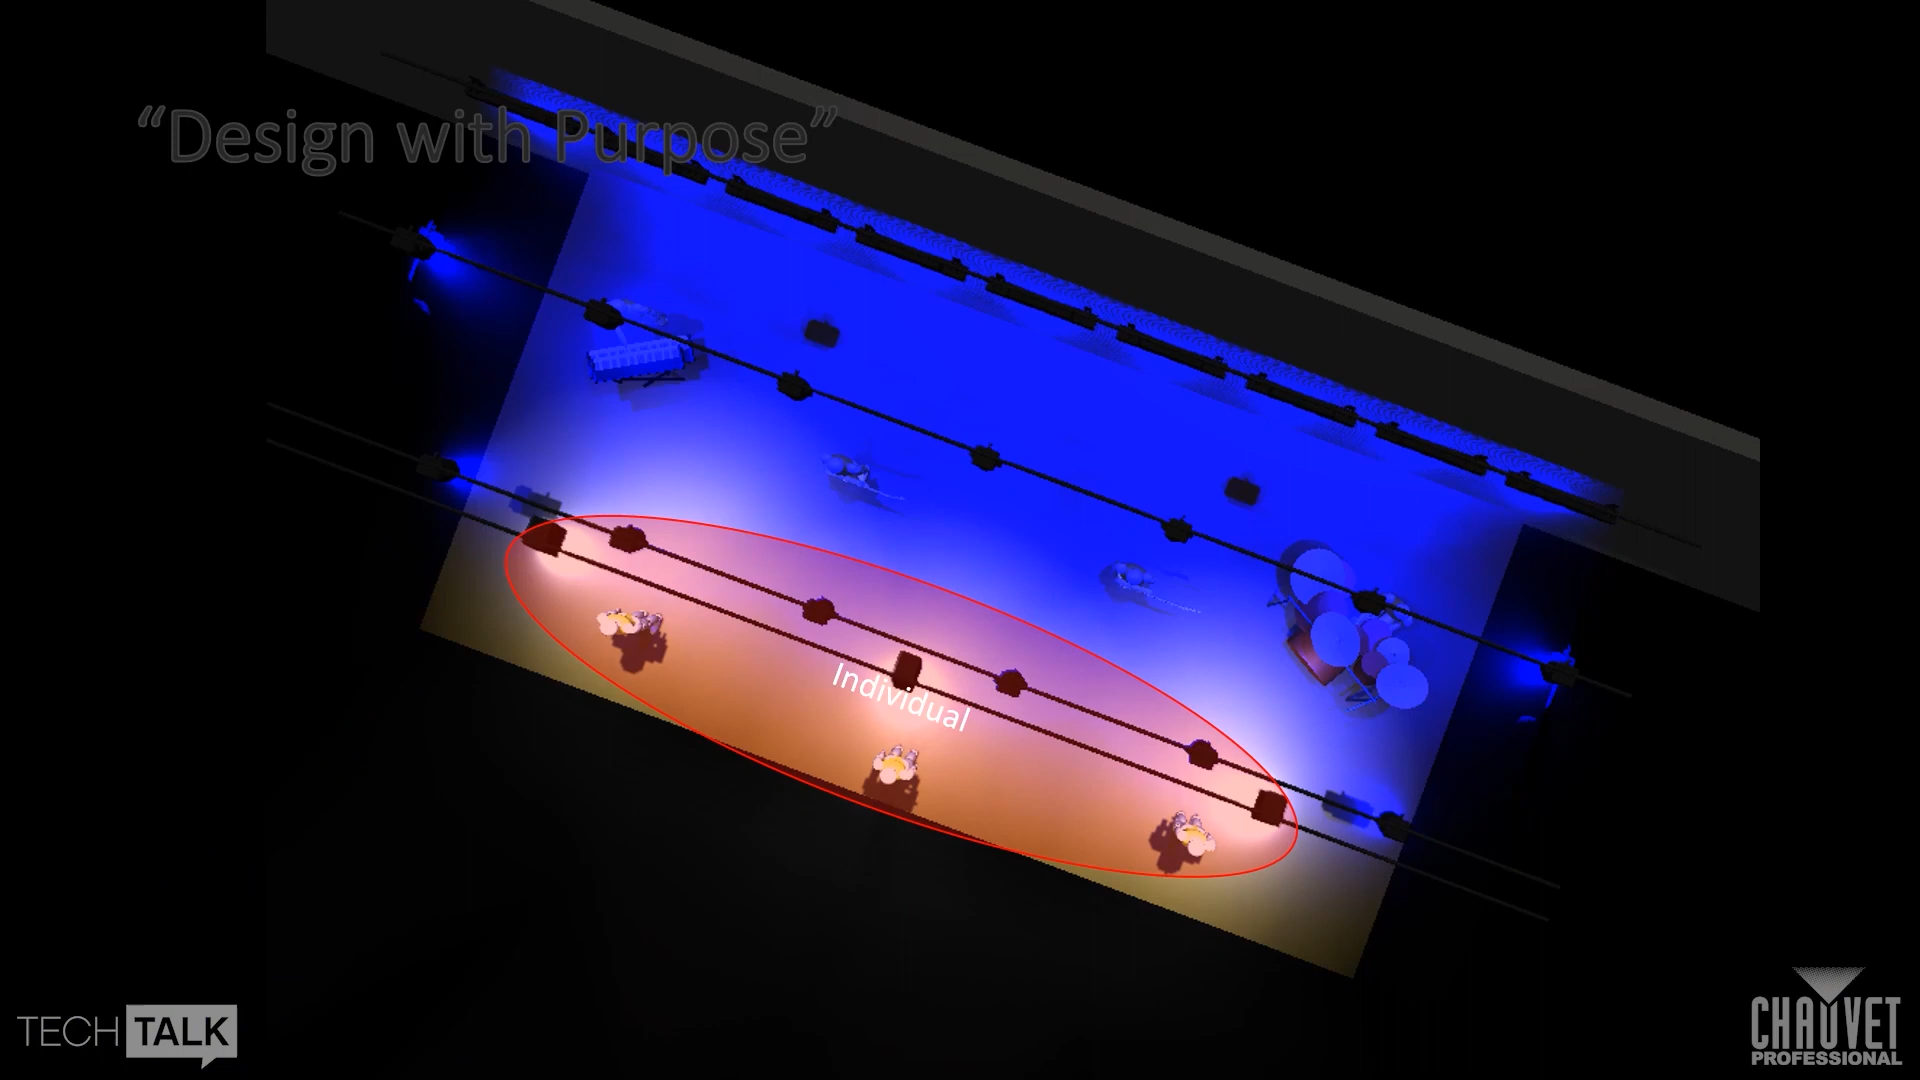 “Design with Purpose”
Individual
TECH TALK
CHAUVET
PROFESSIONAL